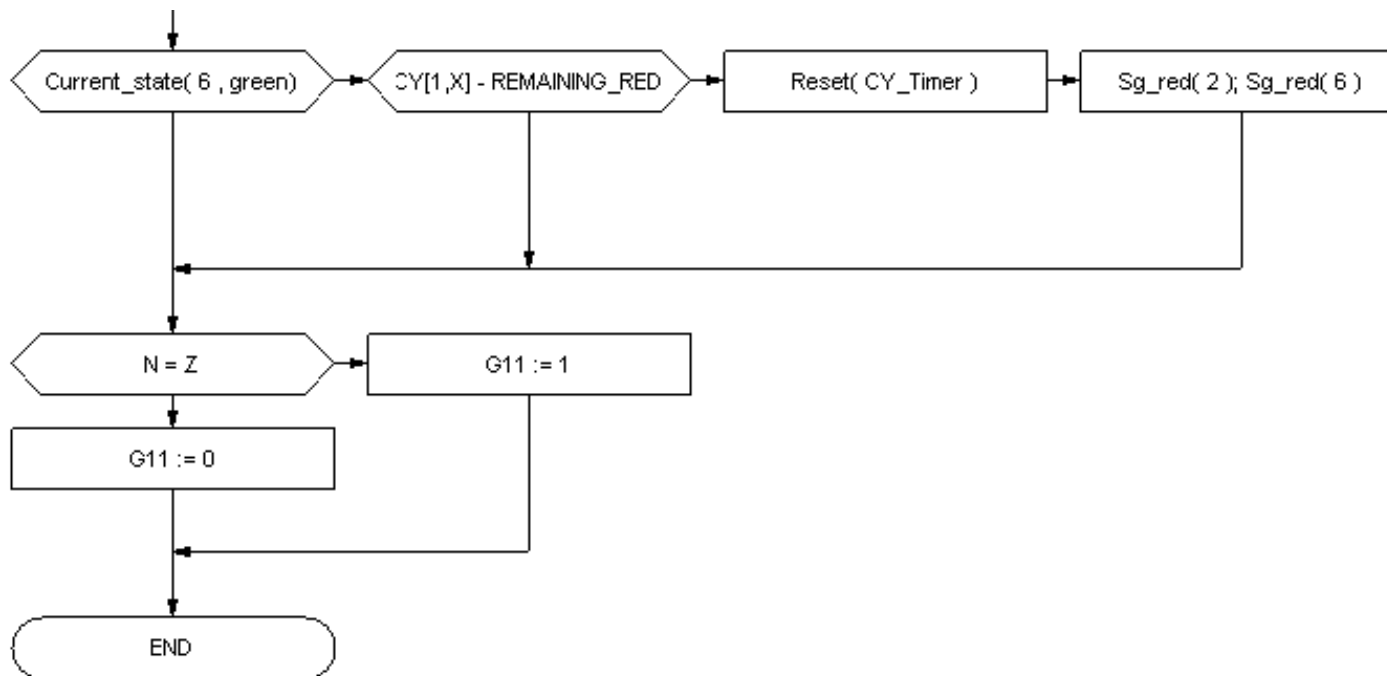 Current_state( 6 , green)
CY[1,X] - REMAINING_RED
Reset( CY_Timer )
Sg_red( 2 ); Sg_red( 6 )
N = Z
G11 := 1
G11 := 0
END